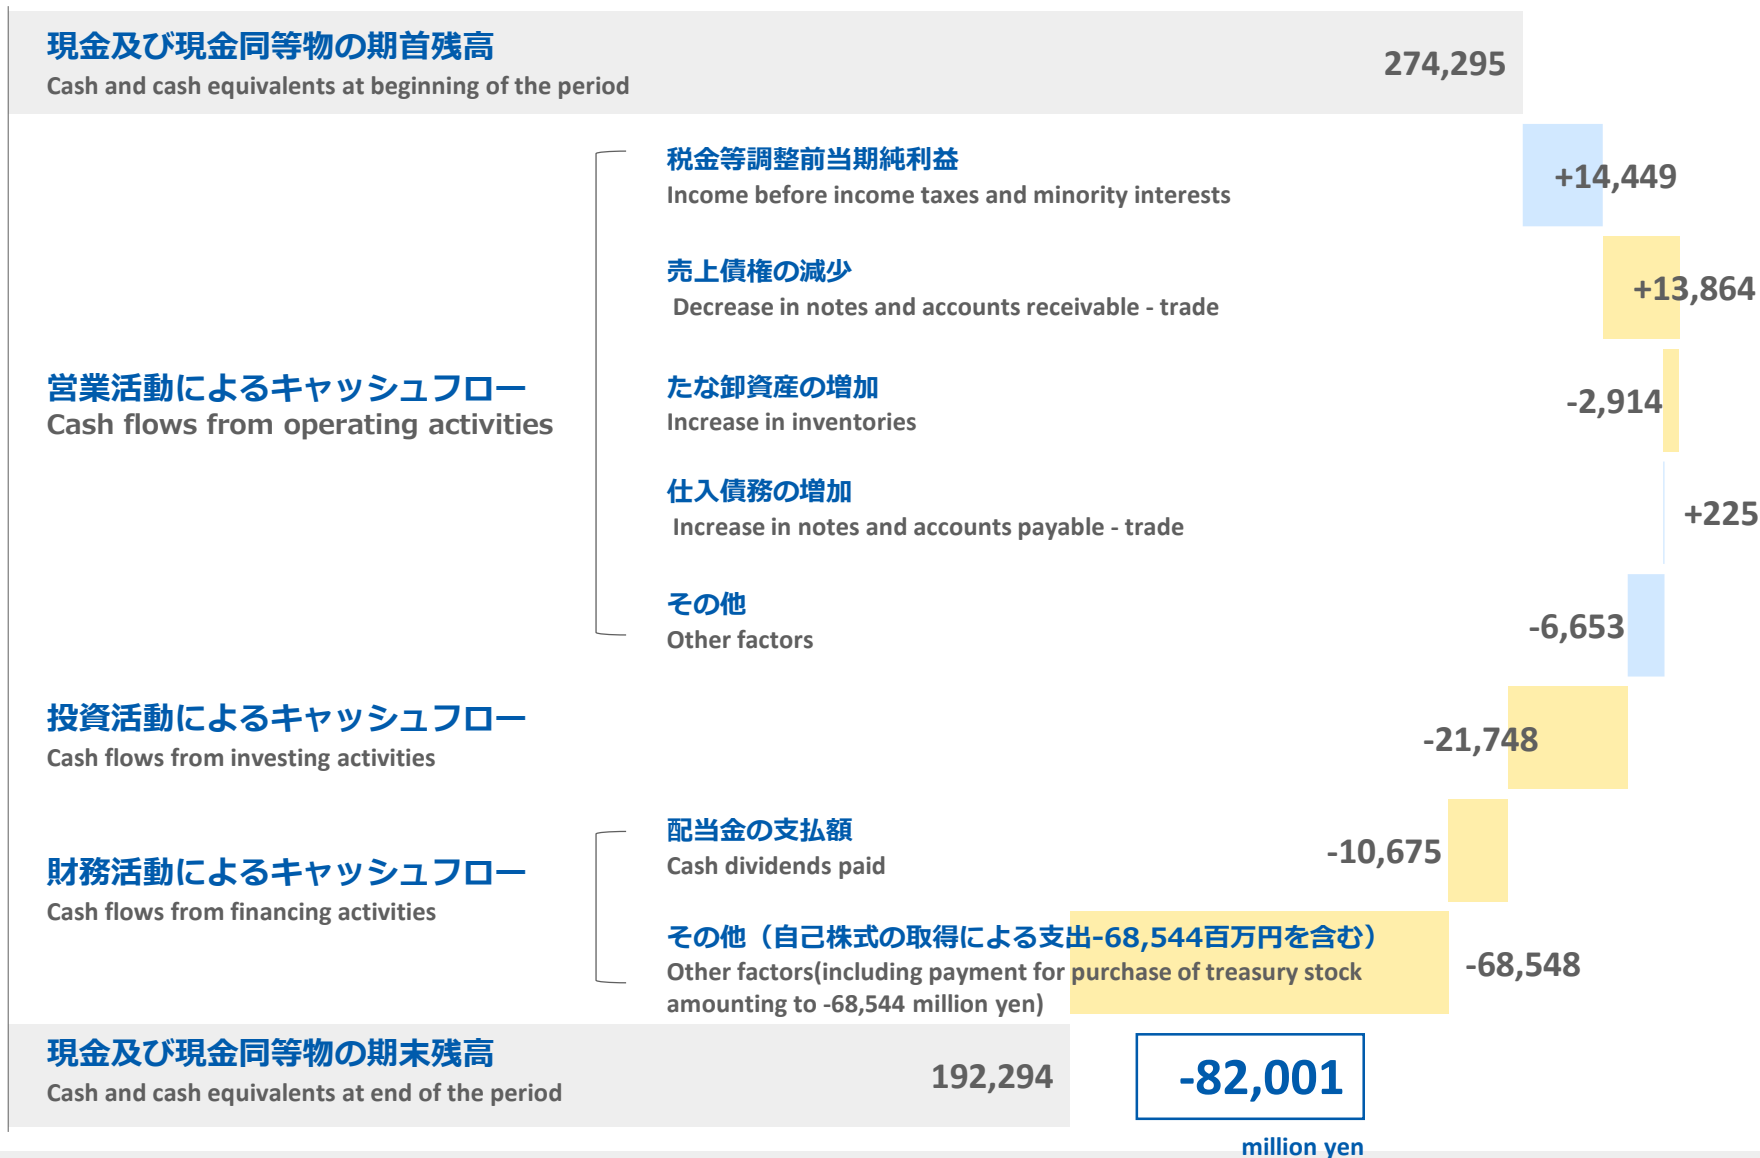 現金及び現金同等物の期首残高
Cash and cash equivalents at beginning of the period
274,295
税金等調整前当期純利益
Income before income taxes and minority interests
+14,449
売上債権の減少
Decrease in notes and accounts receivable - trade
+13,864
営業活動によるキャッシュフロー
Cash flows from operating activities
たな卸資産の増加
Increase in inventories
-2,914
仕入債務の増加
Increase in notes and accounts payable - trade
+225
その他
Other factors
-6,653
投資活動によるキャッシュフロー
Cash flows from investing activities
-21,748
財務活動によるキャッシュフロー
Cash flows from financing activities
配当金の支払額
Cash dividends paid
-10,675
その他（自己株式の取得による支出-68,544百万円を含む）
Other factors(including payment for purchase of treasury stock
amounting to -68,544 million yen)
-68,548
現金及び現金同等物の期末残高
Cash and cash equivalents at end of the period
192,294
-82,001
million yen